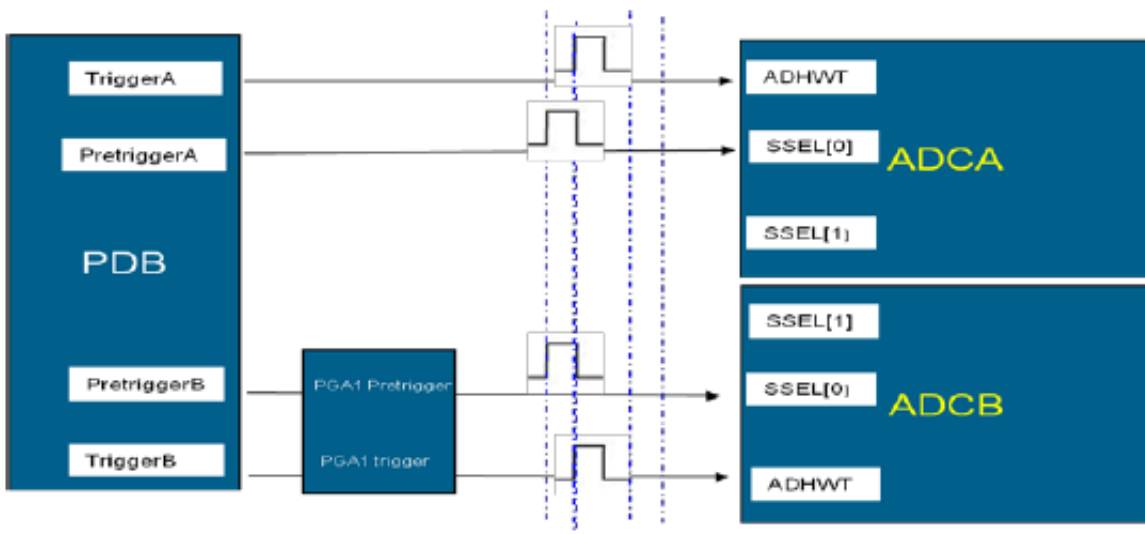 TriggerA
PretriggerA
PDB
PretriggerB
TriggerB
PGA1 Pretrigger
PGA1 trigger
ADHWT
SSEL[0]
ADCA
SSEL[1)
SSEL[1]
SSEL[0)
ADCB
ADHWT